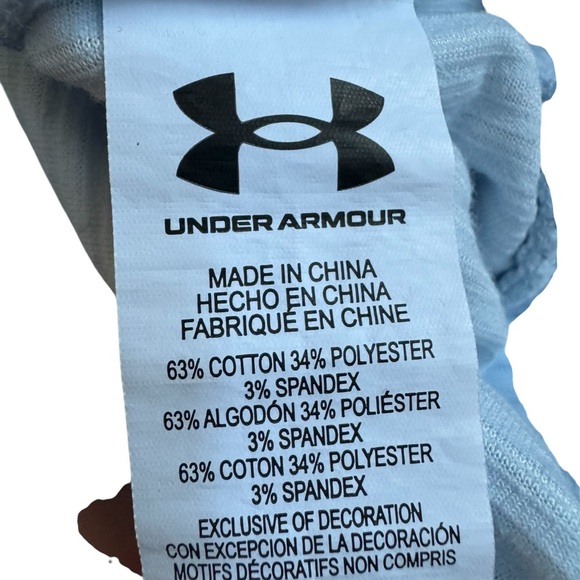 UNDER ARMOUR
MADE IN CHINA
HECHO EN CHINA
FABRIQUÉ EN CHINE
63% COTTON 34% POLYESTER
3% SPANDEX
63% ALGODÓN 34% POLIÉSTER
3% SPANDEX
63% COTON 34% POLYESTER
3% SPANDEX
EXCLUSIVE OF DECORATION
CON EXCEPCION DE LA DECORACIÓN
MOTIFS DÉCORATIFS NON COMPRIS